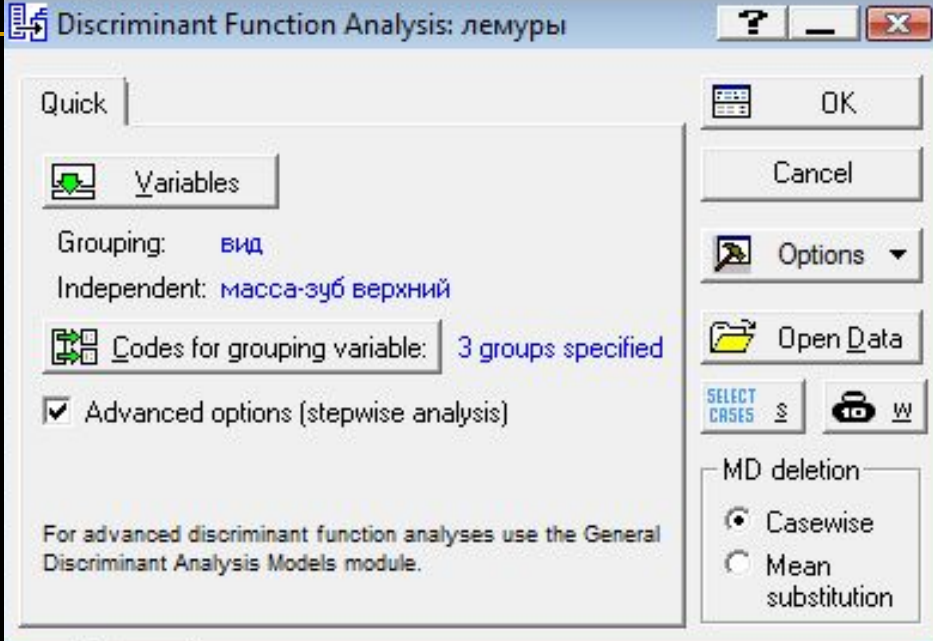 Discriminant Function Analysis: лемуры
Quick
OK
Variables
Cancel
Grouping: вид
Options
Independent: масса-зуб верхний
Codes for grouping variable: 3 groups specified
Open Data
Advanced options (stepwise analysis)
SELECT
CASES S
W
MD deletion
Casewise
For advanced discriminant function analyses use the General
Discriminant Analysis Models module.
Mean
substitution